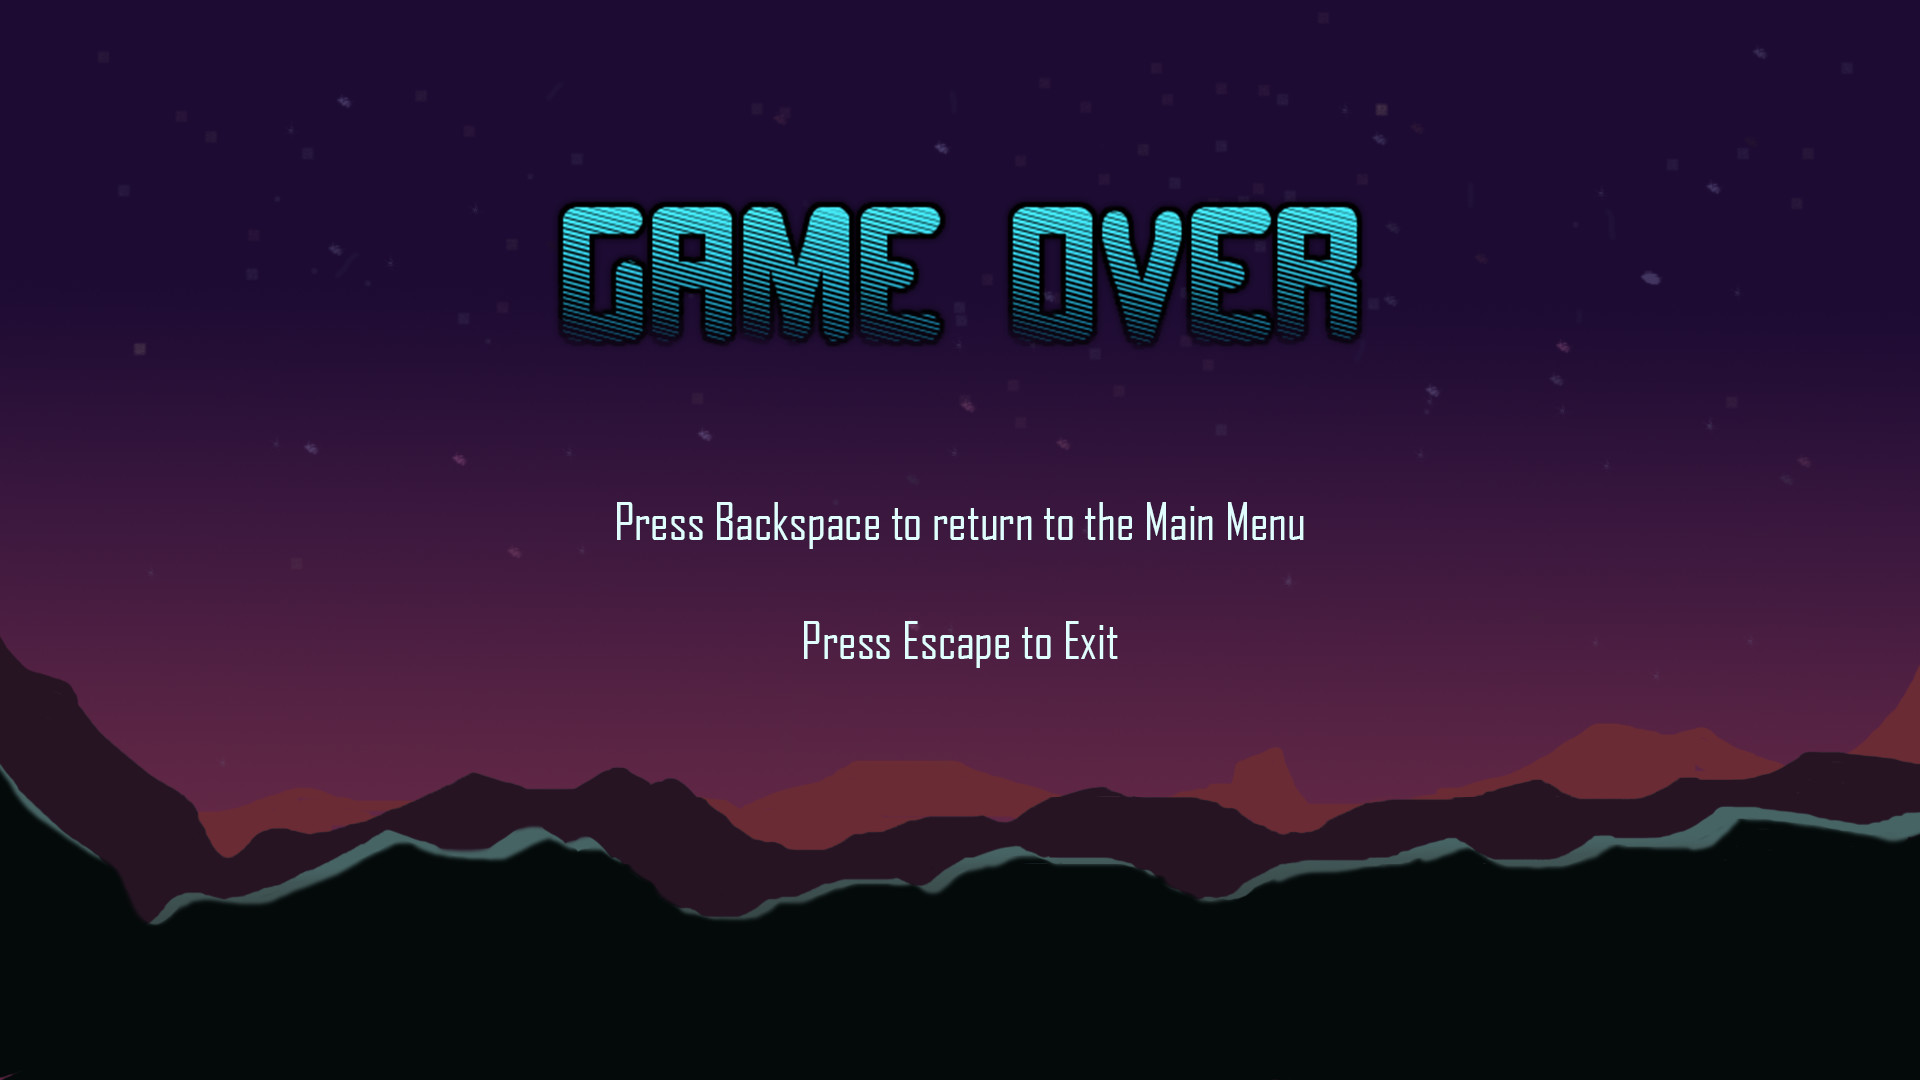 GAME OVER
Press Backspace to return to the Main Menu
Press Escape to Exit